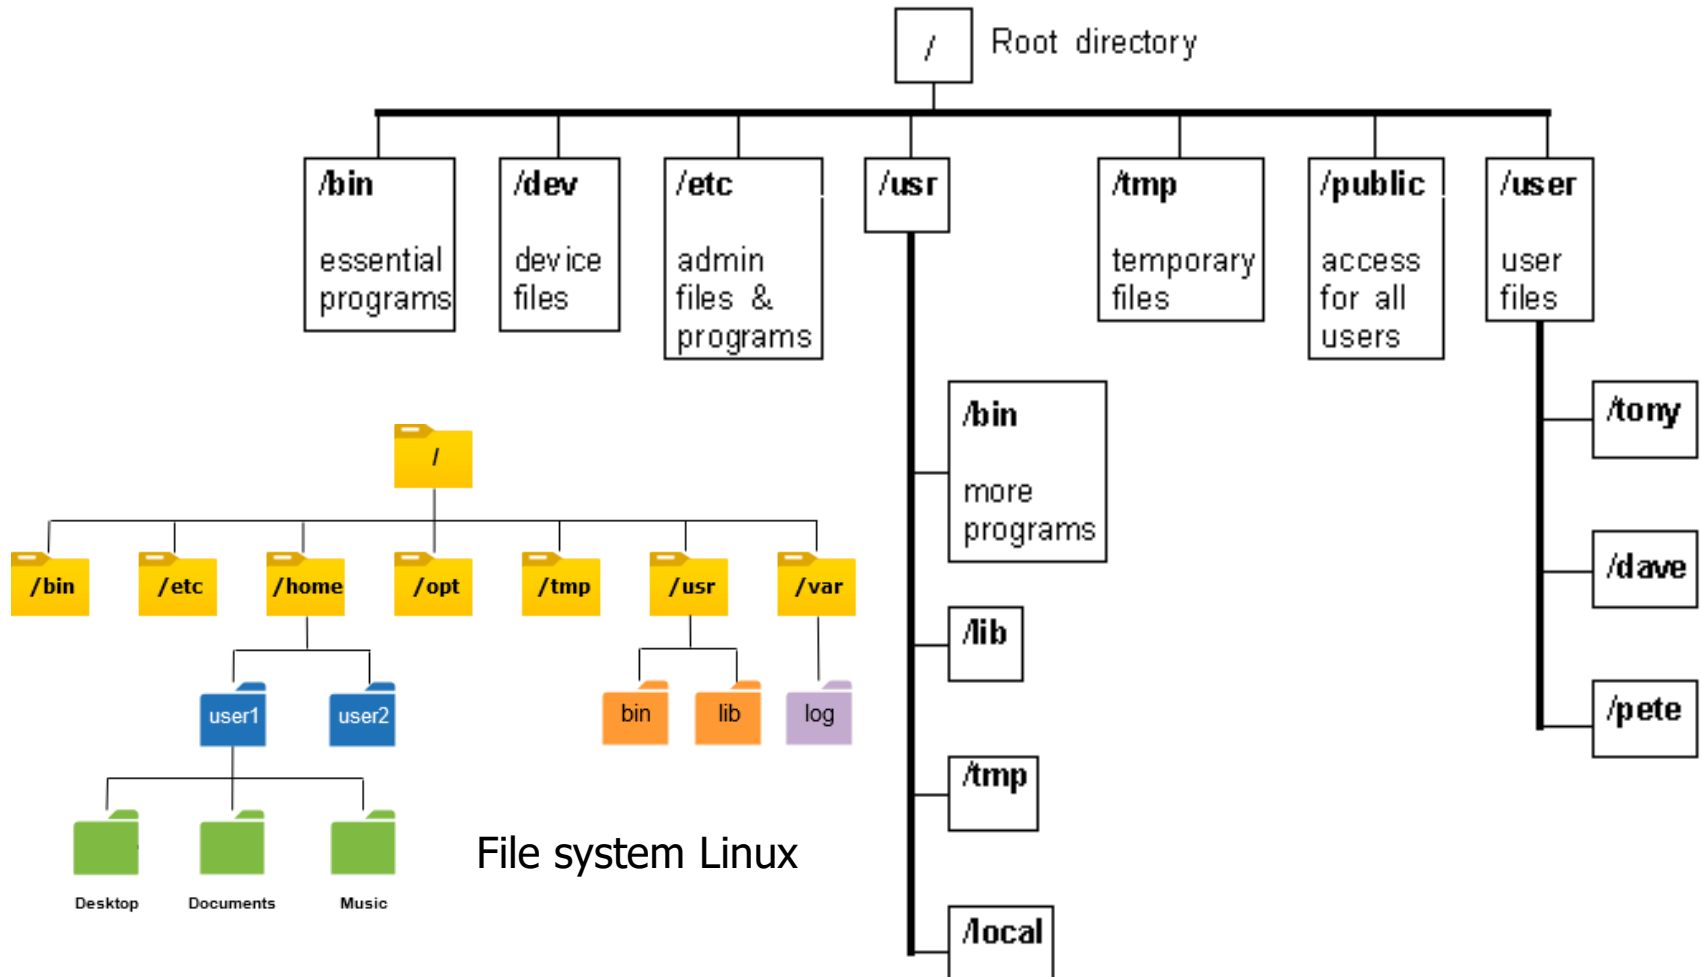 /
Root directory
/bin
essential
programs
/dev
device
files
/etc
admin
files &
programs
/usr
/tmp
temporary
files
/public
access
for all
users
/user
user
files
/bin
more
programs
/lib
/tmp
/local
/tony
/dave
/pete
/
/bin
/etc
/home
/opt
/tmp
/usr
/var
user1
user2
bin
lib
log
Desktop
Documents
Music
File system Linux